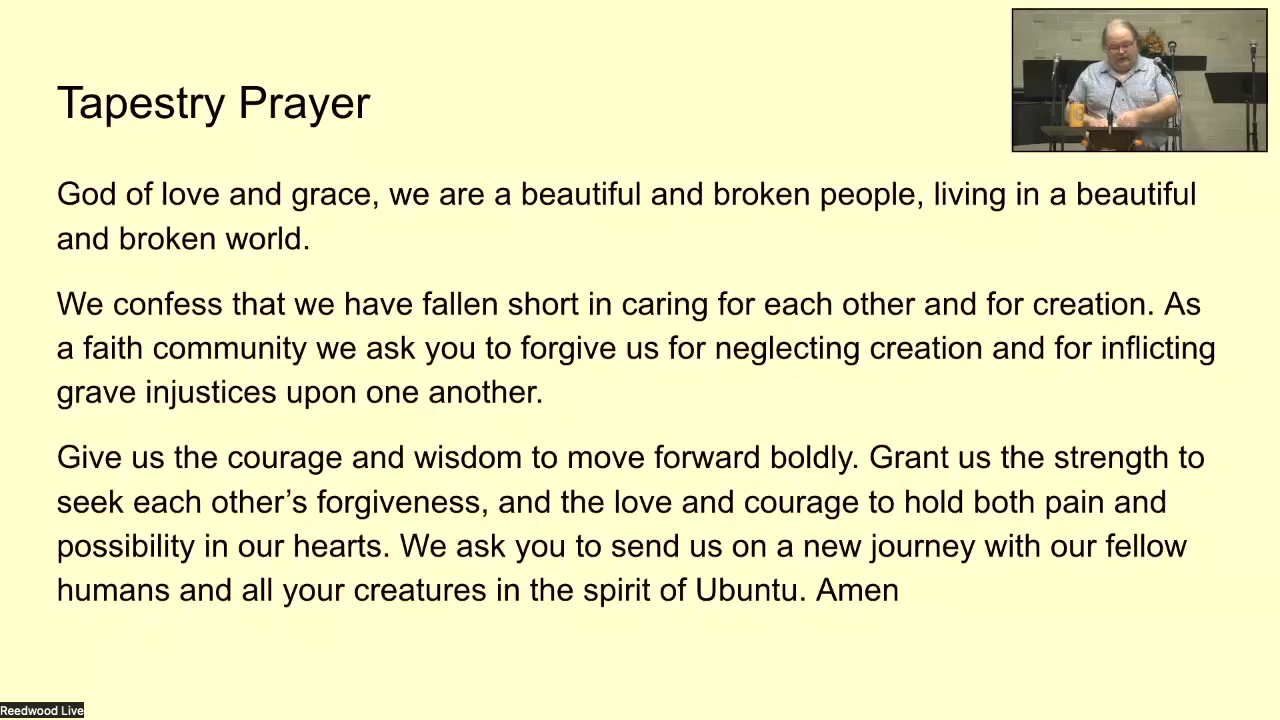 Tapestry Prayer
God of love and grace, we are a beautiful and broken people, living in a beautiful
and broken world.
We confess that we have fallen short in caring for each other and for creation. As
a faith community we ask you to forgive us for neglecting creation and for inflicting
grave injustices upon one another.
Give us the courage and wisdom to move forward boldly. Grant us the strength to
seek each other’s forgiveness, and the love and courage to hold both pain and
possibility in our hearts. We ask you to send us on a new journey with our fellow
humans and all your creatures in the spirit of Ubuntu. Amen
Reedwood Live